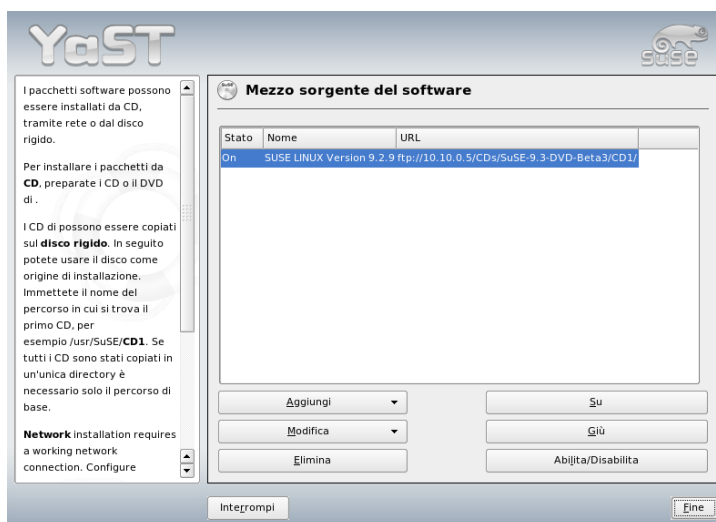 YaST
suse
I pacchetti software possono
essere installati da CD,
tramite rete o dal disco
rigido.
Per installare i pacchetti da
CD, preparate i CD o il DVD
di .
I CD di possono essere copiati
sul disco rigido. In seguito
potete usare il disco come
origine di installazione.
Immettete il nome del
percorso in cui si trova il
primo CD, per
esempio /usr/SuSE/CD1. Se
tutti i CD sono stati copiati in
un'unica directory è
necessario solo il percorso di
base.
Network installation requires
a working network
connection. Configure
Mezzo sorgente del software
Stato Nome URL
On SUSE LINUX Version 9.2.9 ftp://10.10.0.5/CDs/SuSE-9.3-DVD-Beta3/CD1/
Aggiungi Su
Modifica Giù
Elimina Abilita/Disabilita
Interrompi Fine